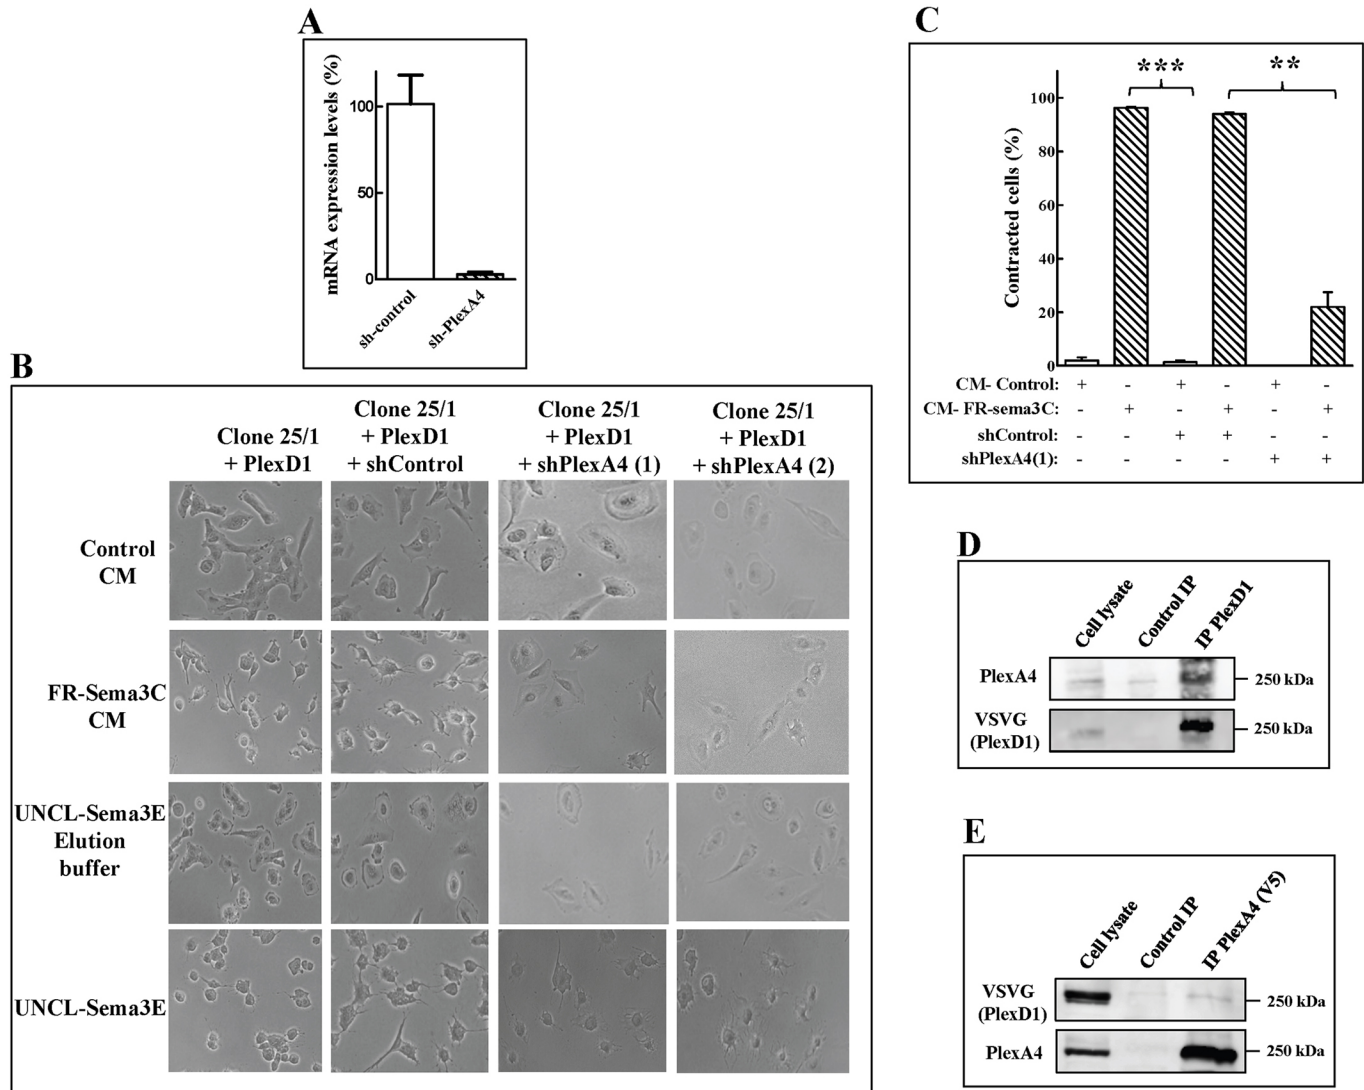 A
mRNA expression levels (%)
100
50
0
sh-control
sh-PlexA4
B
Clone 25/1
+ PlexD1
Clone 25/1
+ PlexD1
+ shControl
Clone 25/1
+ PlexD1
+ shPlexA4 (1)
Clone 25/1
+ PlexD1
+ shPlexA4 (2)
Control
CM
FR-Sema3C
CM
UNCL-Sema3E
Elution
buffer
UNCL-Sema3E
C
Contracted cells (%)
100
80
60
40
20
0
***
**
CM- Control: + - + - + -
CM- FR-sema3C: - + - + - +
shControl: - - + + - -
shPlexA4(1): - - - - + +
D
Cell lysate
Control IP
IP PlexD1
PlexA4
250 kDa
VSVG
(PlexD1)
250 kDa
E
Cell lysate
Control IP
IP PlexA4 (V5)
VSVG
(PlexD1)
250 kDa
PlexA4
250 kDa